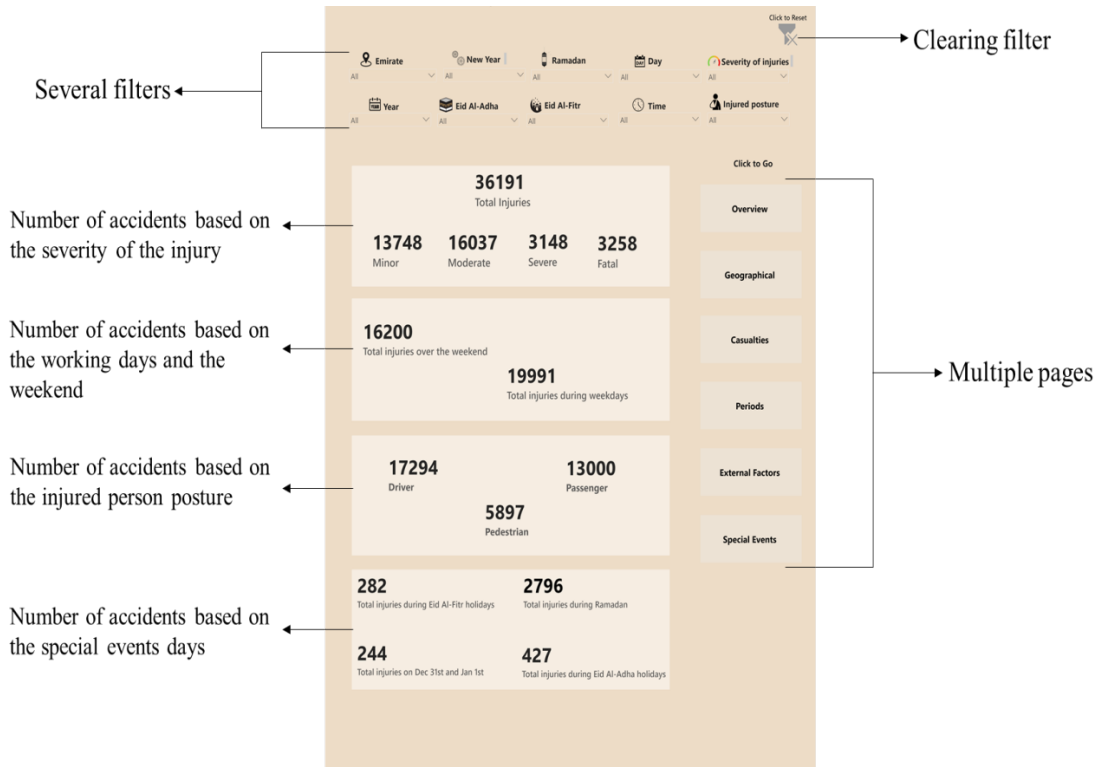 Click to Reset
Clearing filter
Several filters
Emirate
New Year
Ramadan
Day
Severity of injuries
All
All
All
All
All
Year
Eid Al-Adha
Eid Al-Fitr
Time
Injured posture
All
All
All
All
All
Number of accidents based on
the severity of the injury
36191
Total Injuries
13748
16037
3148
3258
Minor
Moderate
Severe
Fatal
Number of accidents based on
the working days and the
weekend
16200
Total injuries over the weekend
19991
Total injuries during weekdays
Number of accidents based on
the injured person posture
17294
Driver
13000
Passenger
5897
Pedestrian
Number of accidents based on
the special events days
282
Total injuries during Eid Al-Fitr holidays
2796
Total injuries during Ramadan
244
Total injuries on Dec 31st and Jan 1st
427
Total injuries during Eid Al-Adha holidays
Click to Go
Overview
Geographical
Casualties
Periods
External Factors
Special Events
Multiple pages